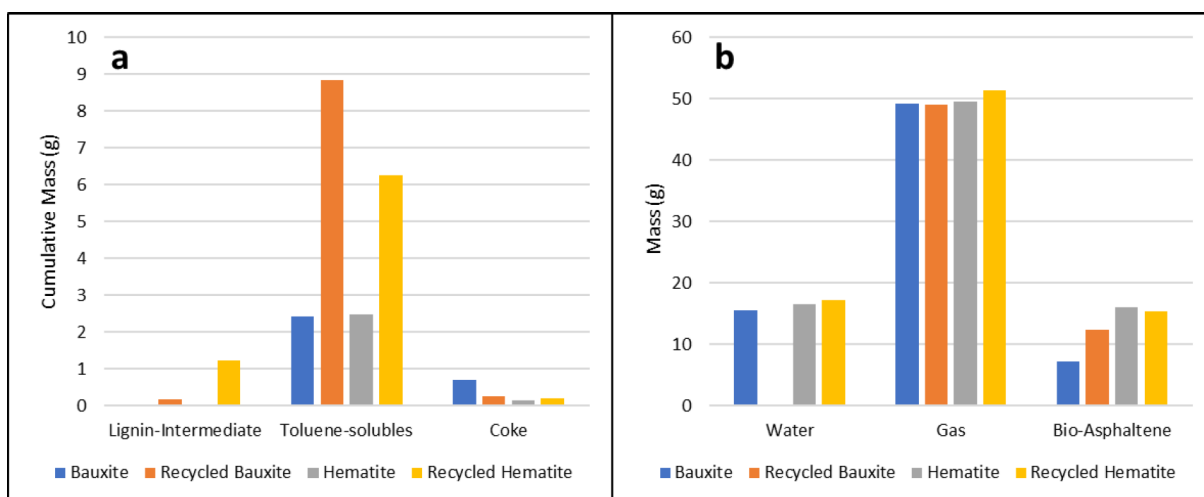 a
Cumulative Mass (g)
10
9
8
7
6
5
4
3
2
1
0
Lignin-Intermediate Toluene-solubles Coke
Bauxite Recycled Bauxite Hematite Recycled Hematite
b
Mass (g)
60
50
40
30
20
10
0
Water Gas Bio-Asphaltene
Bauxite Recycled Bauxite Hematite Recycled Hematite